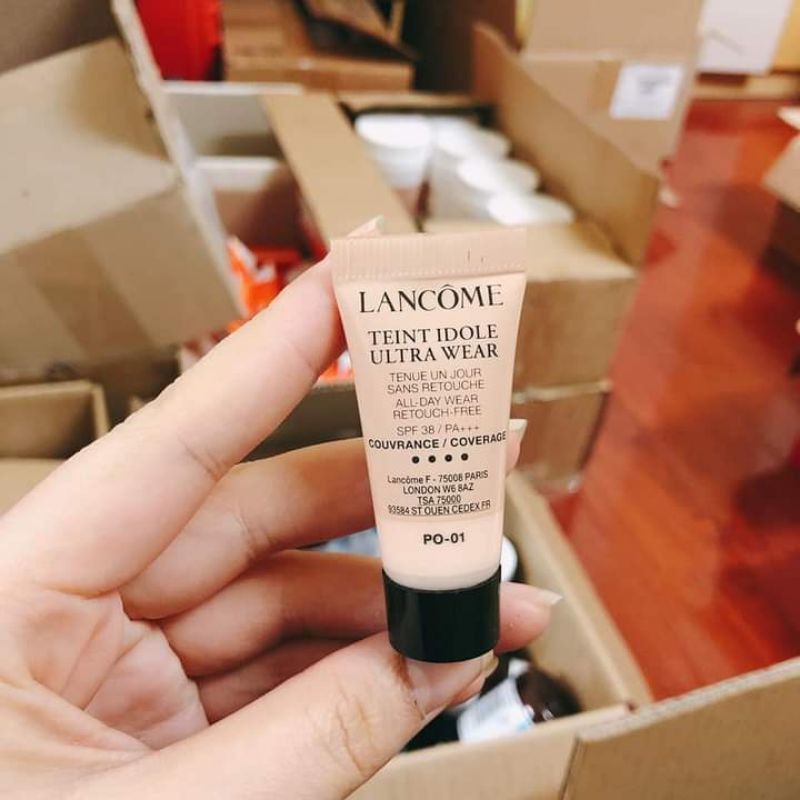 LANCÔME
TEINT IDOLE
ULTRA WEAR
TENUE UN JOUR
SANS RETOUCHE
ALL-DAY WEAR
RETOUCH-FREE
SPF 38 / PA+++
COUVRANCE / COVERAGE
Lancôme F - 75008 PARIS
LONDON W6 8AZ
TSA 75000
93584 ST OUEN CEDEX FR
PO-01